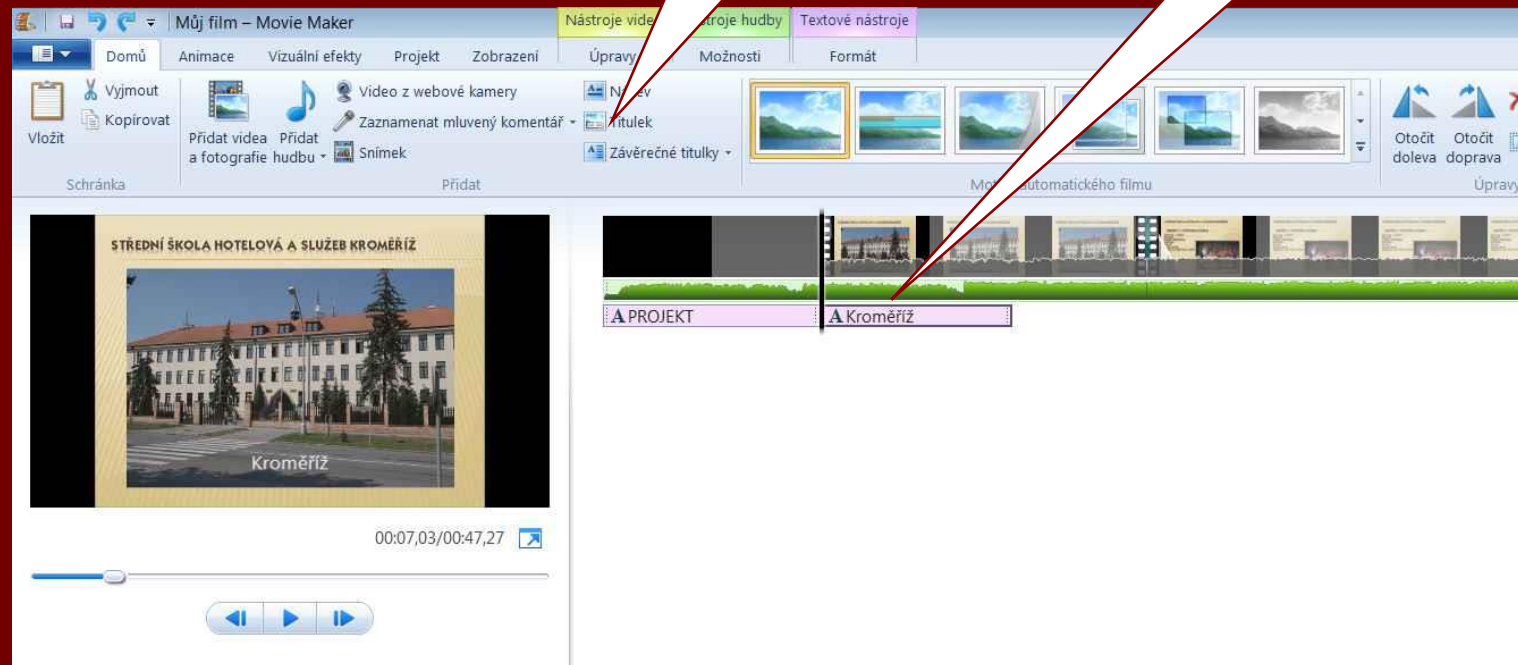 Můj film – Movie Maker
Nástroje hudby Textové nástroje
Domů Animace Vizuální efekty Projekt Zobrazení Úpravy Možnosti Formát
Vložit
Vyjmout
Kopírovat
Schránka
Přidat videa
a fotografie
Přidat
hudbu
Video z webové kamery
Zaznamenat mluvený komentář
Snímek
Název
Titulek
Závěrečné titulky
Přidat
automatického filmu
Otočit
doleva
Otočit
doprava
Úpravy
STŘEDNÍ ŠKOLA HOTELOVÁ A SLUŽEB KROMĚŘÍŽ
Kroměříž
00:07,03/00:47,27
A PROJEKT
A Kroměříž